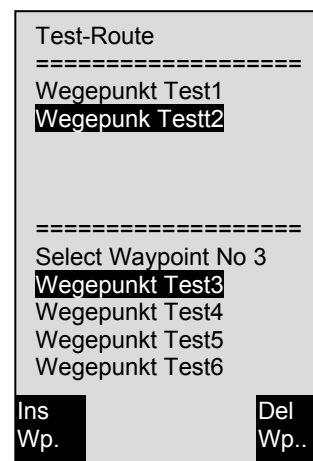 Test-Route
===================
Wegepunkt Test1
Wegepunk Testt2
===================
Select Waypoint No 3
Wegepunkt Test3
Wegepunkt Test4
Wegepunkt Test5
Wegepunkt Test6
Ins Del
Wp. Wp..